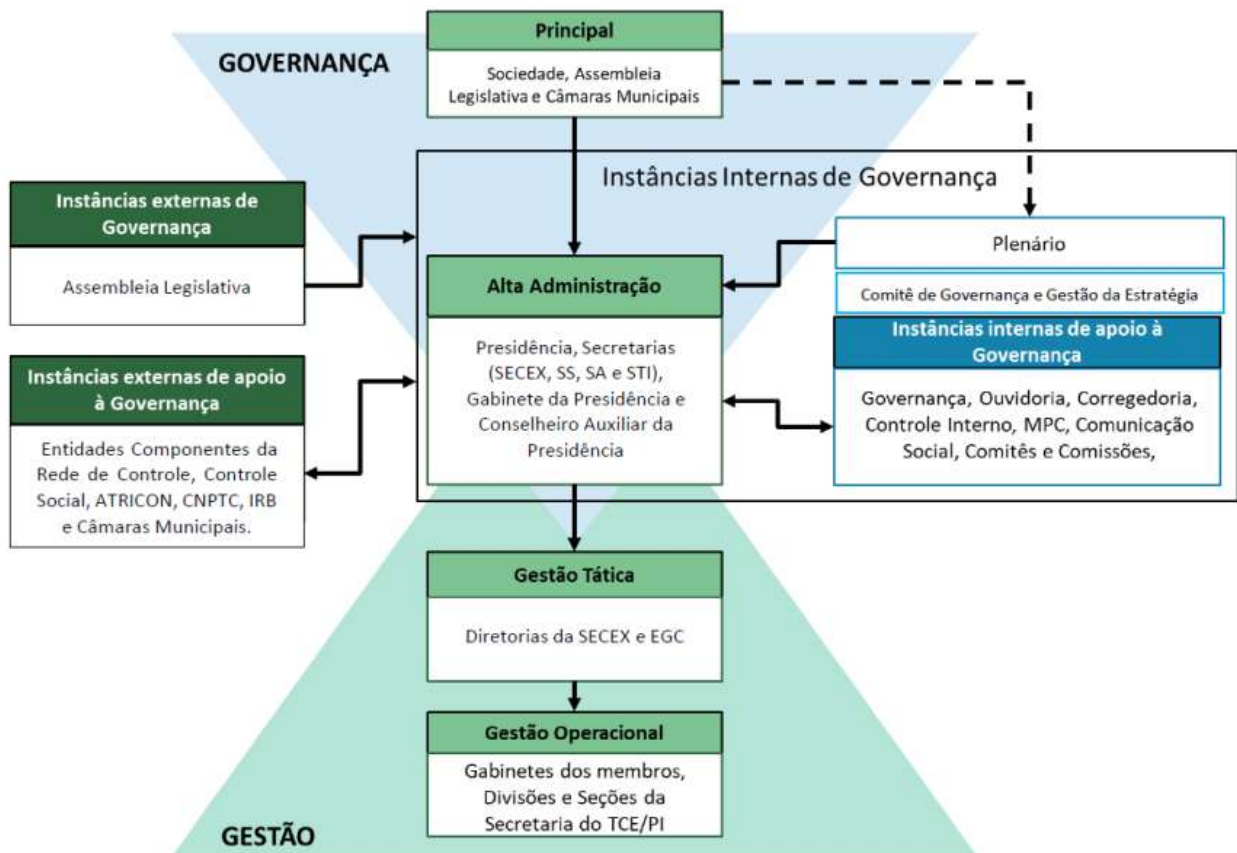 Principal
GOVERNANÇA
Sociedade, Assembleia
Legislativa e Câmaras Municipais
Instâncias Internas de Governança
Instâncias externas de
Governança
Assembleia Legislativa
Plenário
Comitê de Governança e Gestão da Estratégia
Alta Administração
Presidência, Secretarias
(SECEX, SS, SA e STI),
Gabinete da Presidência e
Conselheiro Auxiliar da
Presidência
Instâncias internas de apoio à
Governança
Governança, Ouvidoria, Corregedoria,
Controle Interno, MPC, Comunicação
Social, Comitês e Comissões,
Instâncias externas de apoio
à Governança
Entidades Componentes da
Rede de Controle, Controle
Social, ATRICON, CNPTC, IRB
e Câmaras Municipais.
Gestão Tática
Diretorias da SECEX e EGC
Gestão Operacional
Gabinetes dos membros,
Divisões e Seções da
Secretaria do TCE/PI
GESTÃO